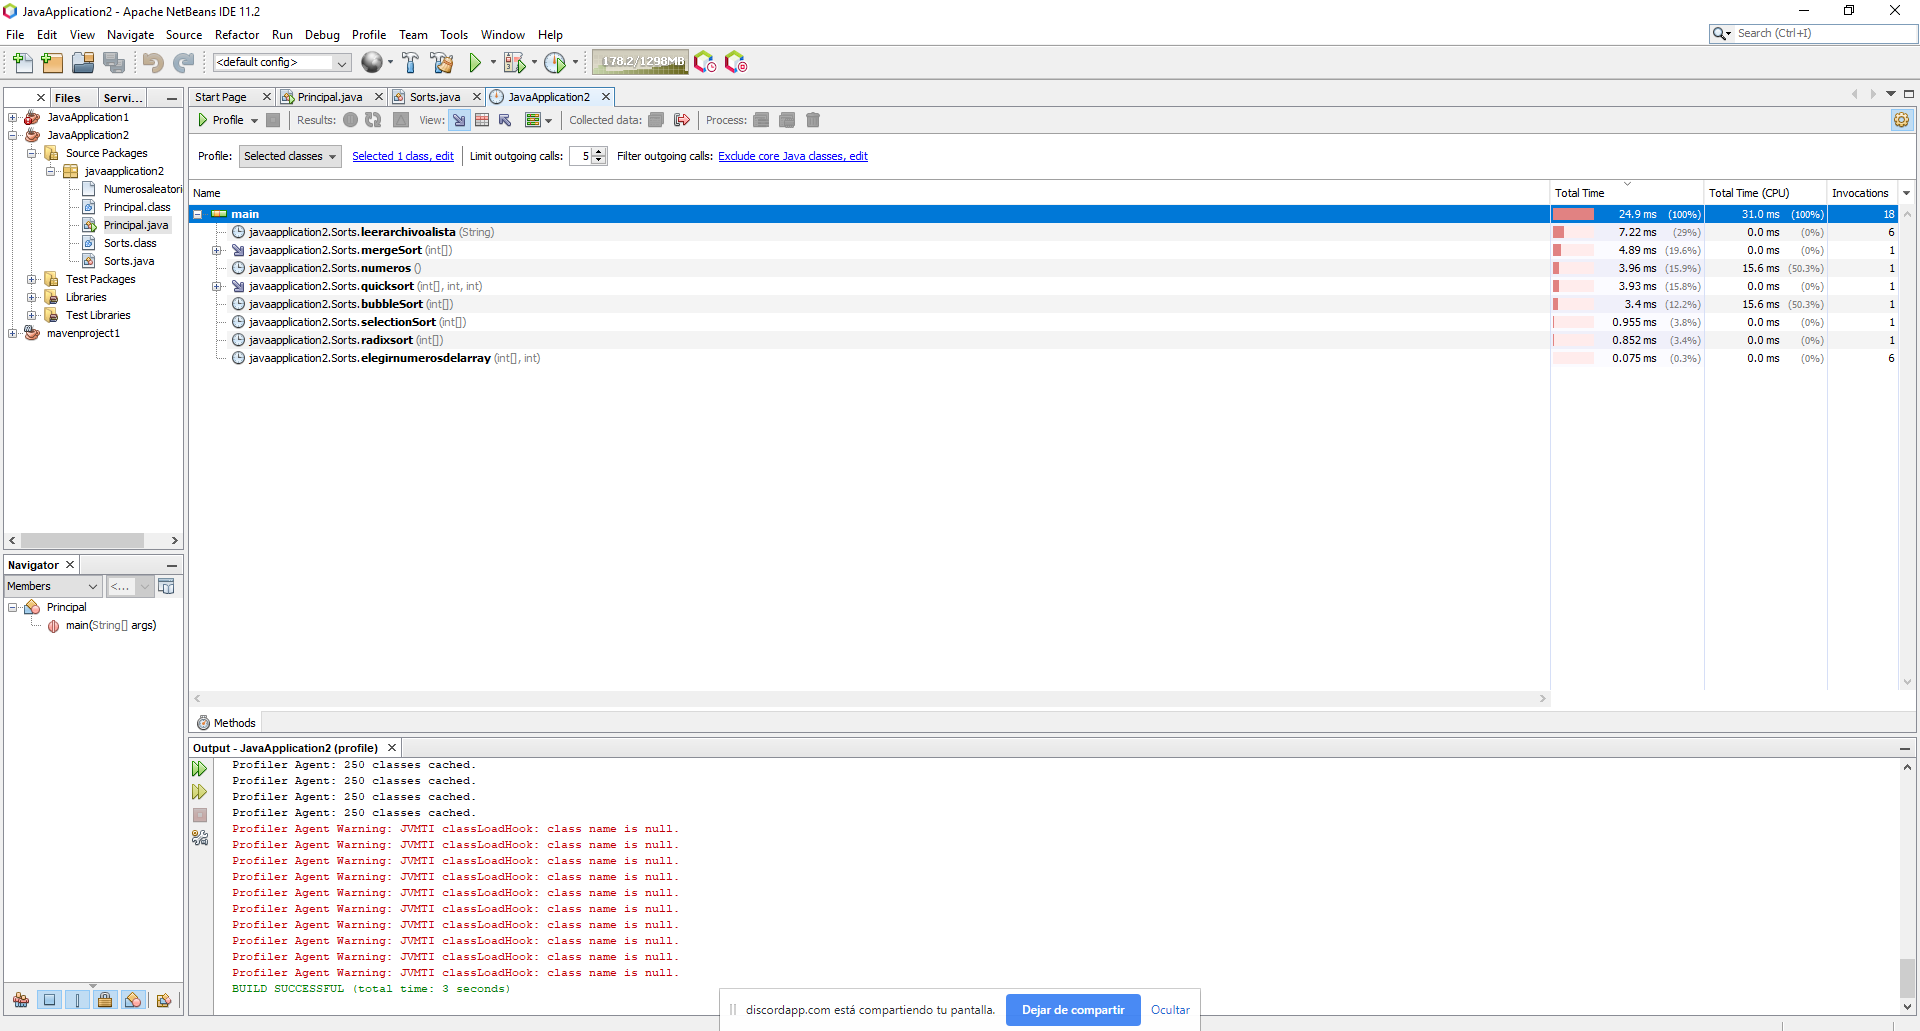 JavaApplication2 - Apache NetBeans IDE 11.2
File Edit View Navigate Source Refactor Run Debug Profile Team Tools Window Help
Search (Ctrl+I)
<default config>
178.2/1298MB
Files Servi...
Start Page Principal.java Sorts.java JavaApplication2
JavaApplication1
JavaApplication2
Source Packages
javaapplication2
Numerosaleatori
Principal.class
Principal.java
Sorts.class
Sorts.java
Test Packages
Libraries
Test Libraries
mavenproject1
Profile Results: View: Collected data: Process:
Profile: Selected classes Selected 1 class, edit Limit outgoing calls: 5 Filter outgoing calls: Exclude core Java classes, edit
Name Total Time Total Time (CPU) Invocations
main 24.9 ms (100%) 31.0 ms (100%) 18
javaapplication2.Sorts.leerarchivoalista (String) 7.22 ms (29%) 0.0 ms (0%) 6
javaapplication2.Sorts.mergeSort (int[]) 4.89 ms (19.6%) 0.0 ms (0%) 1
javaapplication2.Sorts.numeros () 3.96 ms (15.9%) 15.6 ms (50.3%) 1
javaapplication2.Sorts.quicksort (int[], int, int) 3.93 ms (15.8%) 0.0 ms (0%) 1
javaapplication2.Sorts.bubbleSort (int[]) 3.4 ms (12.2%) 15.6 ms (50.3%) 1
javaapplication2.Sorts.selectionSort (int[]) 0.955 ms (3.8%) 0.0 ms (0%) 1
javaapplication2.Sorts.radixsort (int[]) 0.852 ms (3.4%) 0.0 ms (0%) 1
javaapplication2.Sorts.elegirnumerosdelarray (int[], int) 0.075 ms (0.3%) 0.0 ms (0%) 6
Methods
Navigator
Members <...
Principal
main(String[] args)
Output - JavaApplication2 (profile)
Profiler Agent: 250 classes cached.
Profiler Agent: 250 classes cached.
Profiler Agent: 250 classes cached.
Profiler Agent: 250 classes cached.
Profiler Agent Warning: JVMTI classLoadHook: class name is null.
Profiler Agent Warning: JVMTI classLoadHook: class name is null.
Profiler Agent Warning: JVMTI classLoadHook: class name is null.
Profiler Agent Warning: JVMTI classLoadHook: class name is null.
Profiler Agent Warning: JVMTI classLoadHook: class name is null.
Profiler Agent Warning: JVMTI classLoadHook: class name is null.
Profiler Agent Warning: JVMTI classLoadHook: class name is null.
Profiler Agent Warning: JVMTI classLoadHook: class name is null.
Profiler Agent Warning: JVMTI classLoadHook: class name is null.
Profiler Agent Warning: JVMTI classLoadHook: class name is null.
BUILD SUCCESSFUL (total time: 3 seconds)
discordapp.com está compartiendo tu pantalla. Dejar de compartir Ocultar